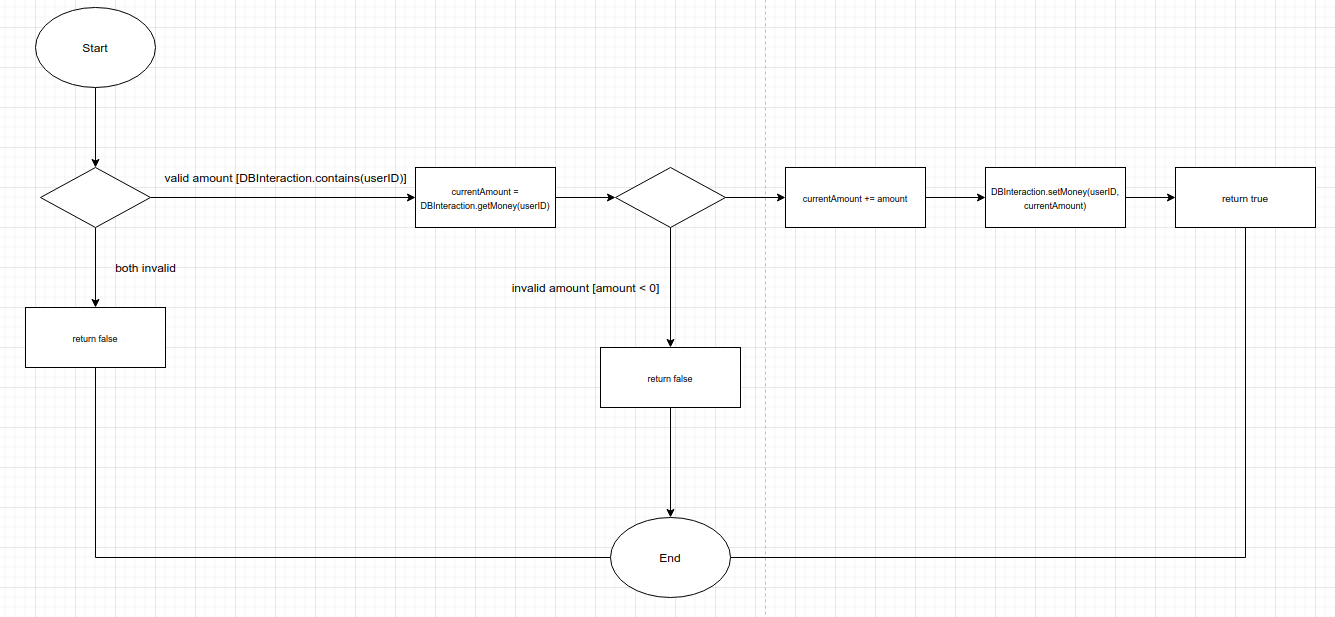 Start
valid amount [DBInteraction.contains(userID)]
currentAmount =
DBInteraction.getMoney(userID)
currentAmount += amount
DBInteraction.setMoney(userID,
currentAmount)
return true
both invalid
invalid amount [amount < 0]
return false
return false
End